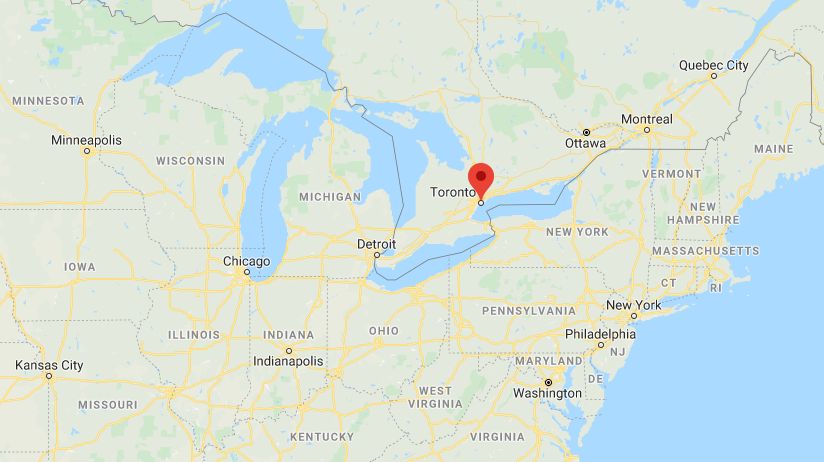 Quebec City
MINNESOTA
Minneapolis
Montreal
Ottawa
MAINE
WISCONSIN
VERMONT
MICHIGAN
Toronto
NEW
HAMPSHIRE
NEW YORK
Detroit
MASSACHUSETTS
Chicago
IOWA
CT
RI
New York
PENNSYLVANIA
ILLINOIS
INDIANA
OHIO
Philadelphia
NJ
Indianapolis
MARYLAND
Kansas City
DE
Washington
MISSOURI
WEST
VIRGINIA
KENTUCKY
VIRGINIA